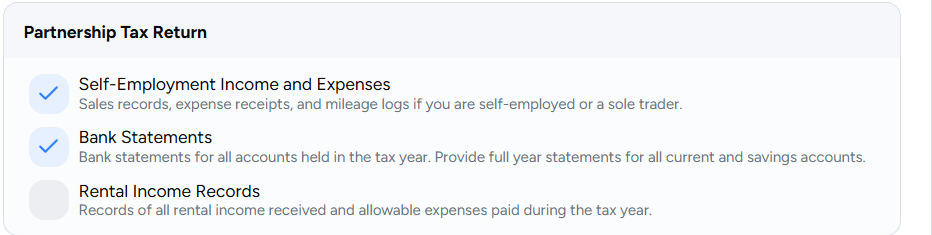 Partnership Tax Return
Self-Employment Income and Expenses
Sales records, expense receipts, and mileage logs if you are self-employed or a sole trader.
Bank Statements
Bank statements for all accounts held in the tax year. Provide full year statements for all current and savings accounts.
Rental Income Records
Records of all rental income received and allowable expenses paid during the tax year.